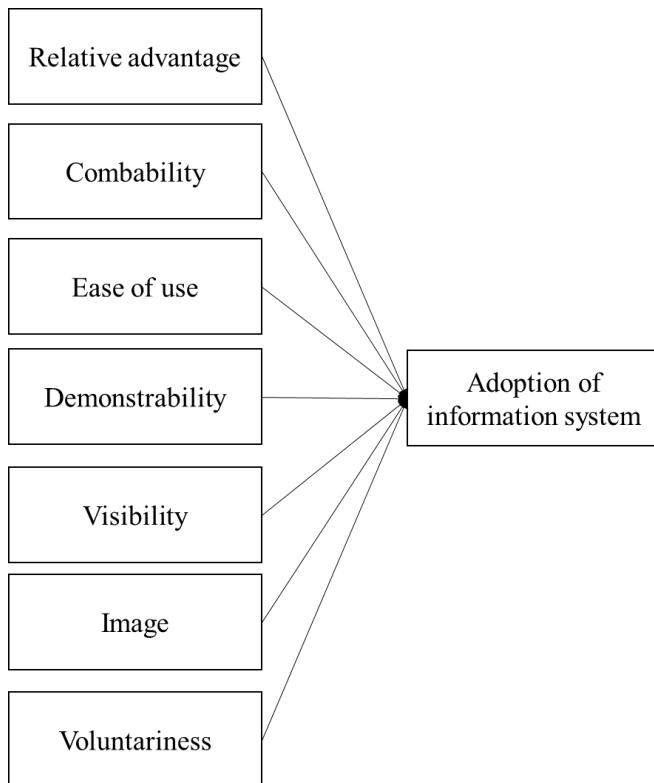 Relative advantage
Combability
Ease of use
Demonstrability
Visibility
Image
Voluntariness
Adoption of
information system